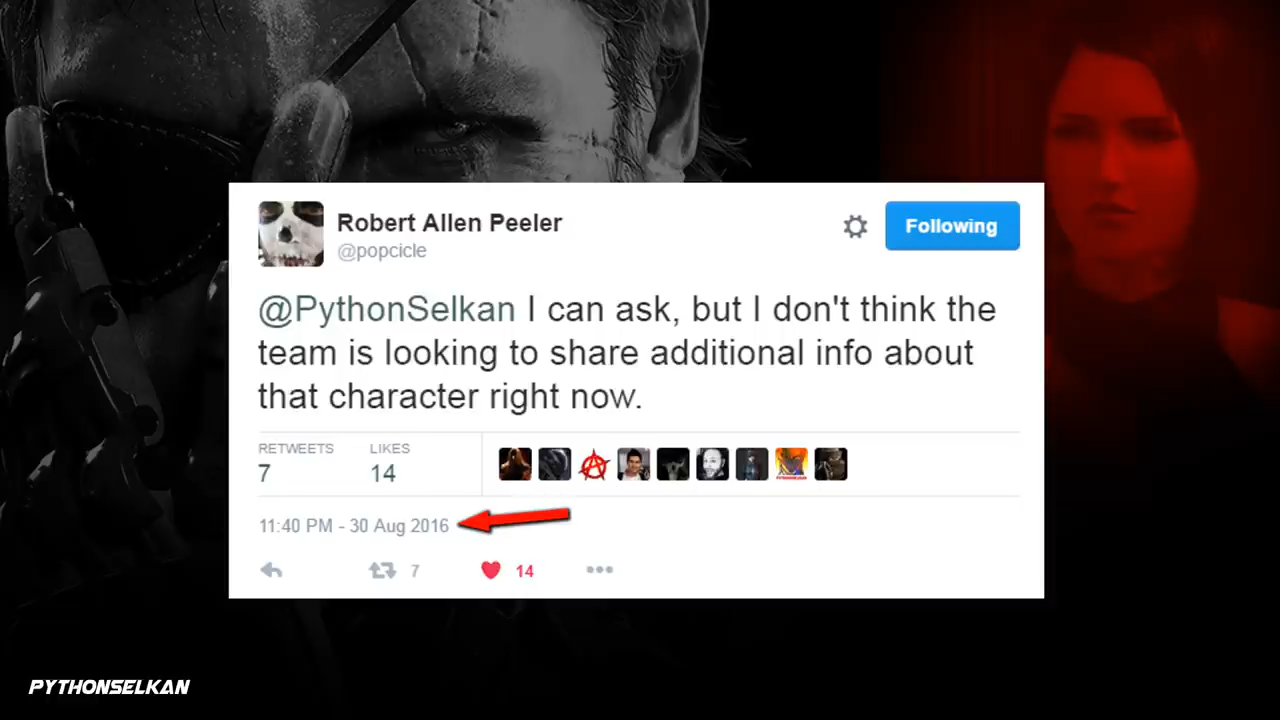 Robert Allen Peeler
@popcicle
Following
@PythonSelkan I can ask, but I don't think the
team is looking to share additional info about
that character right now.
RETWEETS LIKES
7 14
11:40 PM - 30 Aug 2016
7 14
PYTHONSELKAN